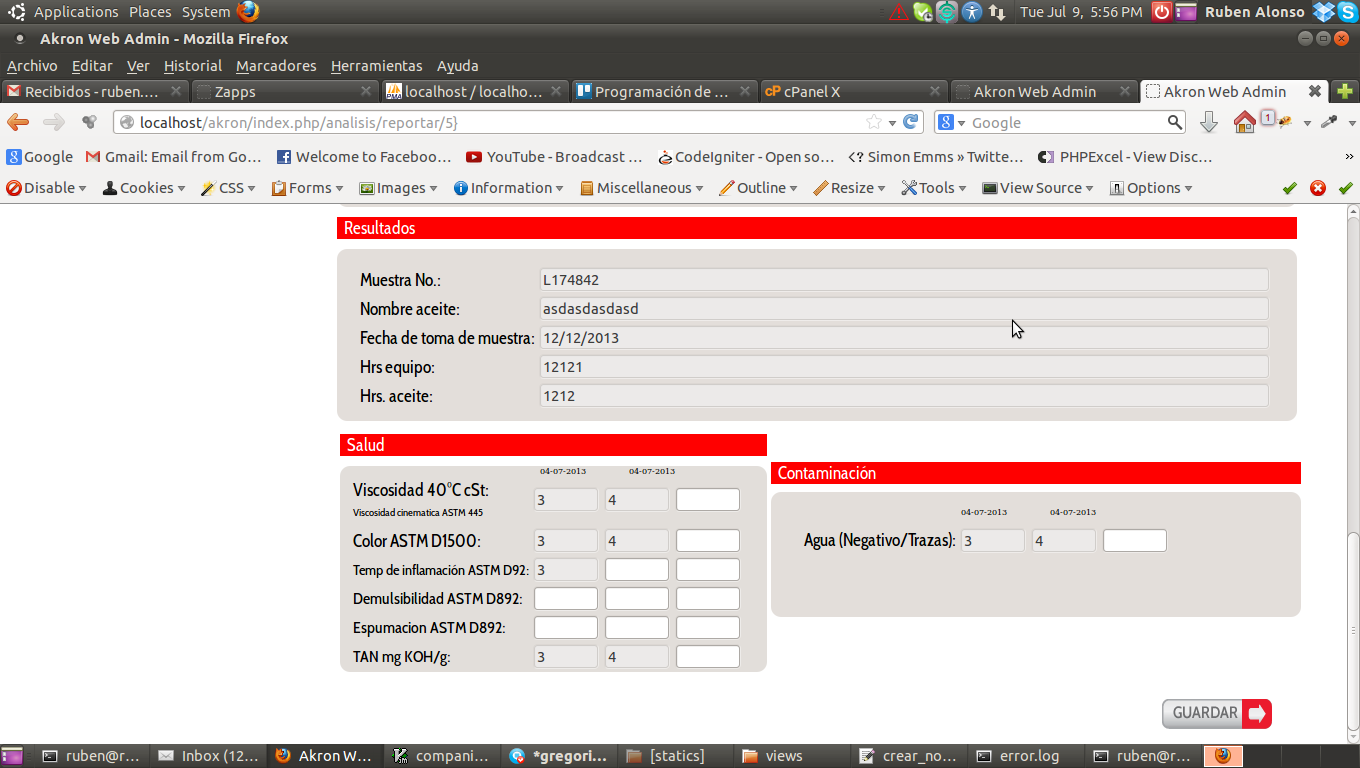 Applications Places System Tue Jul 9, 5:56 PM Ruben Alonso
Akron Web Admin - Mozilla Firefox
Archivo Editar Ver Historial Marcadores Herramientas Ayuda
Recibidos - ruben.... Zapps localhost / localho... Programación de ... cPanel X Akron Web Admin Akron Web Admin
localhost/akron/index.php/analisis/reportar/5} Google 1
Google Gmail: Email from Go... Welcome to Faceboo... YouTube - Broadcast ... CodeIgniter - Open so... <? Simon Emms » Twitte... PHPExcel - View Disc... »
Disable Cookies CSS Forms Images Information Miscellaneous Outline Resize Tools View Source Options
Resultados
Muestra No.: L174842
Nombre aceite: asdasdasdasd
Fecha de toma de muestra: 12/12/2013
Hrs equipo: 12121
Hrs. aceite: 1212
Salud
04-07-2013 04-07-2013
Viscosidad 40°C cSt: 3 4
Viscosidad cinematica ASTM 445
Color ASTM D1500: 3 4
Temp de inflamación ASTM D92: 3
Demulsibilidad ASTM D892:
Espumacion ASTM D892:
TAN mg KOH/g: 3 4
Contaminación
04-07-2013 04-07-2013
Agua (Negativo/Trazas): 3 4
GUARDAR
ruben@r... Inbox (12... Akron W... compani... *gregori... [statics] views crear_no... error.log ruben@r...